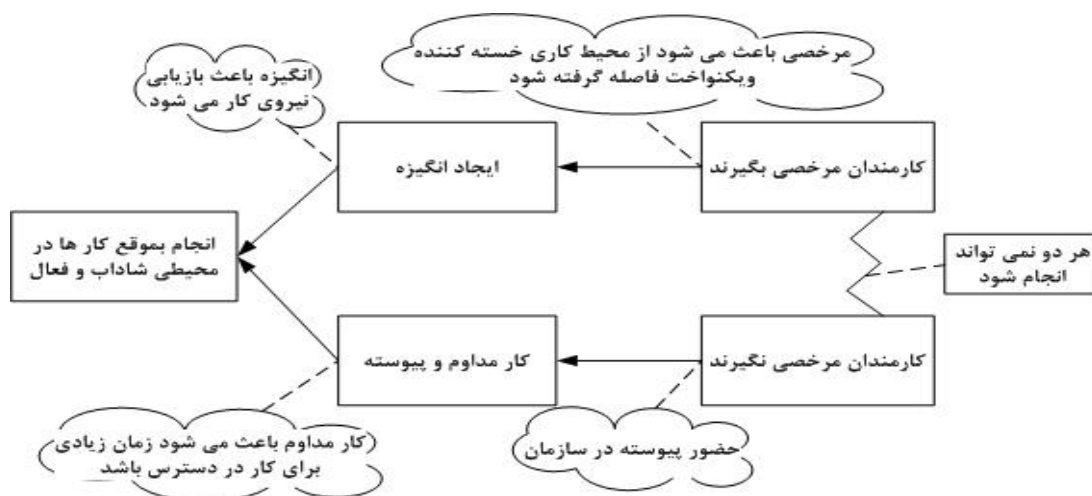 مرخصی باعث می شود از محیط کاری خسته کننده
ویکنواخت فاصله گرفته شود
انگیزه باعث بازیابی
نیروی کار می شود
کارمندان مرخصی بگیرند
ایجاد انگیزه
هر دو نمی تواند
انجام شود
انجام بموقع کار ها در
محیطی شاداب و فعال
کارمندان مرخصی نگیرند
کار مداوم و پیوسته
حضور پیوسته در سازمان
کار مداوم باعث می شود زمان زیادی
برای کار در دسترس باشد